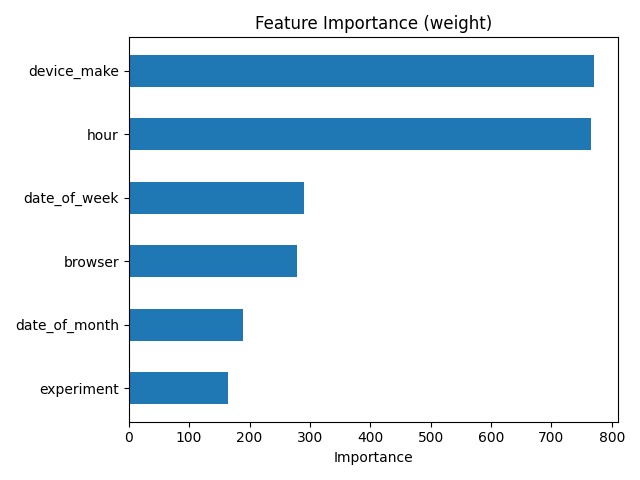 Feature Importance (weight)
device_make
hour
date_of_week
browser
date_of_month
experiment
0 100 200 300 400 500 600 700 800
Importance